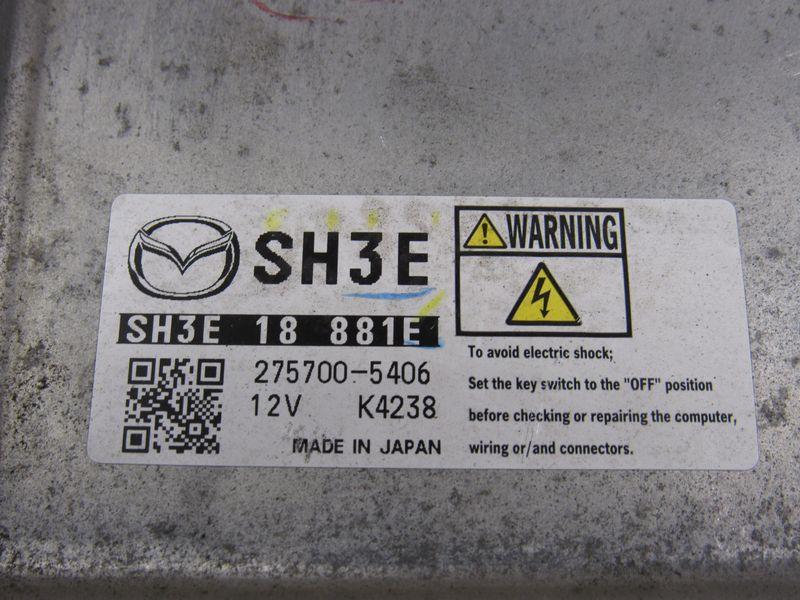 SH3E
SH3E 18 881E
275700-5406
12V K4238
MADE IN JAPAN
WARNING
To avoid electric shock;
Set the key switch to the "OFF" position
before checking or repairing the computer,
wiring or/and connectors.